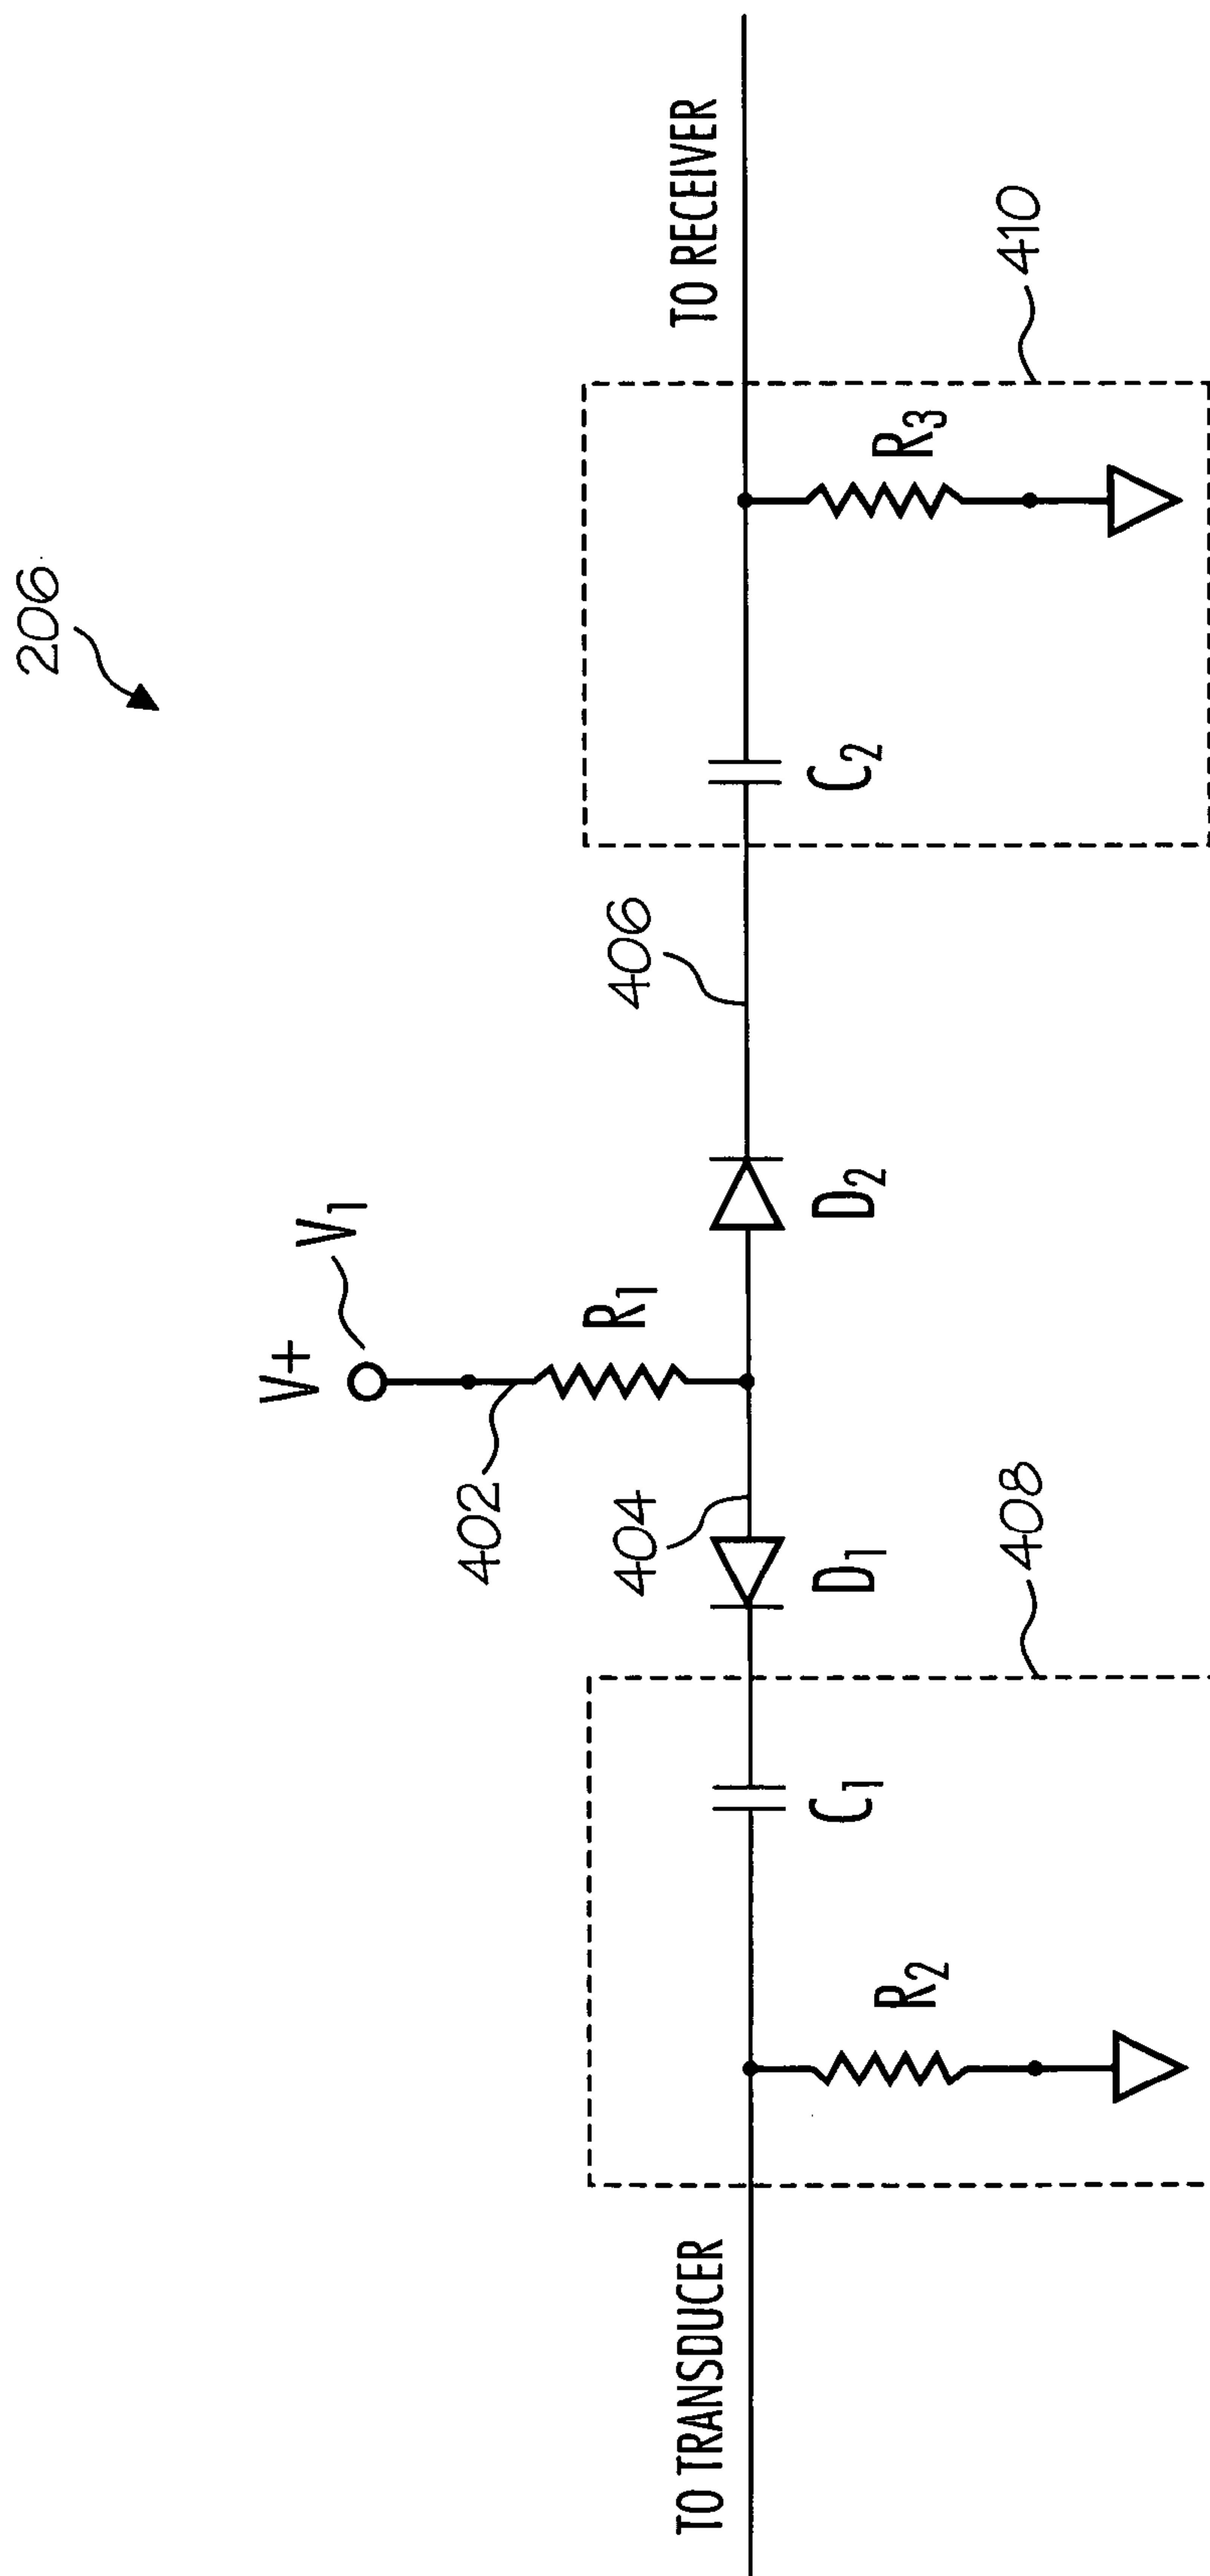 206
V+
V1
402
R1
TO TRANSDUCER
404
406
TO RECEIVER
R2
C1
D1
D2
C2
R3
408
410